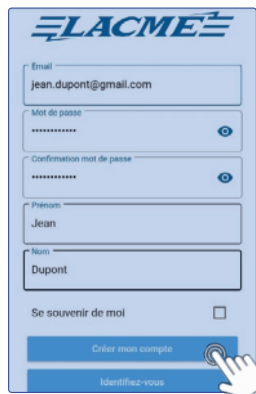 LACME
Email
jean.dupont@gmail.com
Mot de passe
••••••••••••
Confirmation mot de passe
••••••••••••
Prénom
Jean
Nom
Dupont
Se souvenir de moi
Créer mon compte
Identifiez-vous